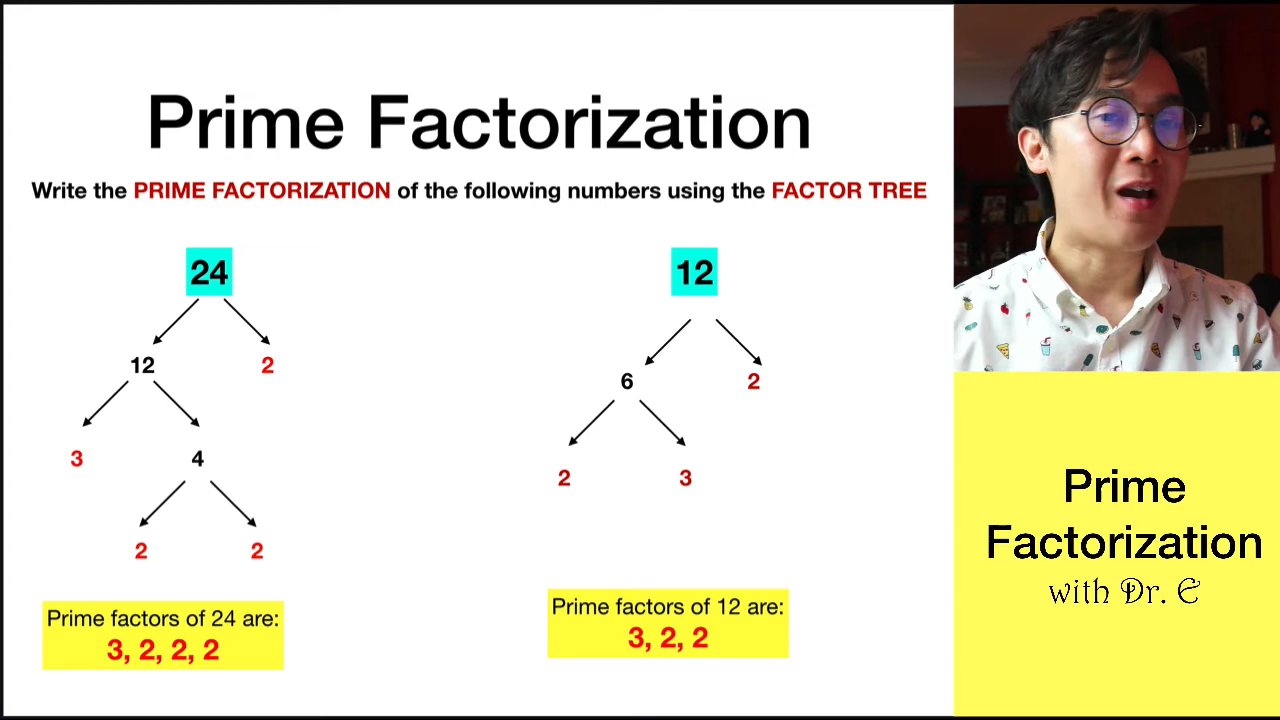 Prime Factorization
Write the PRIME FACTORIZATION of the following numbers using the FACTOR TREE
24
12
2
3
4
2
2
Prime factors of 24 are:
3, 2, 2, 2
12
6
2
2
3
Prime factors of 12 are:
3, 2, 2
Prime
Factorization
with Dr. E